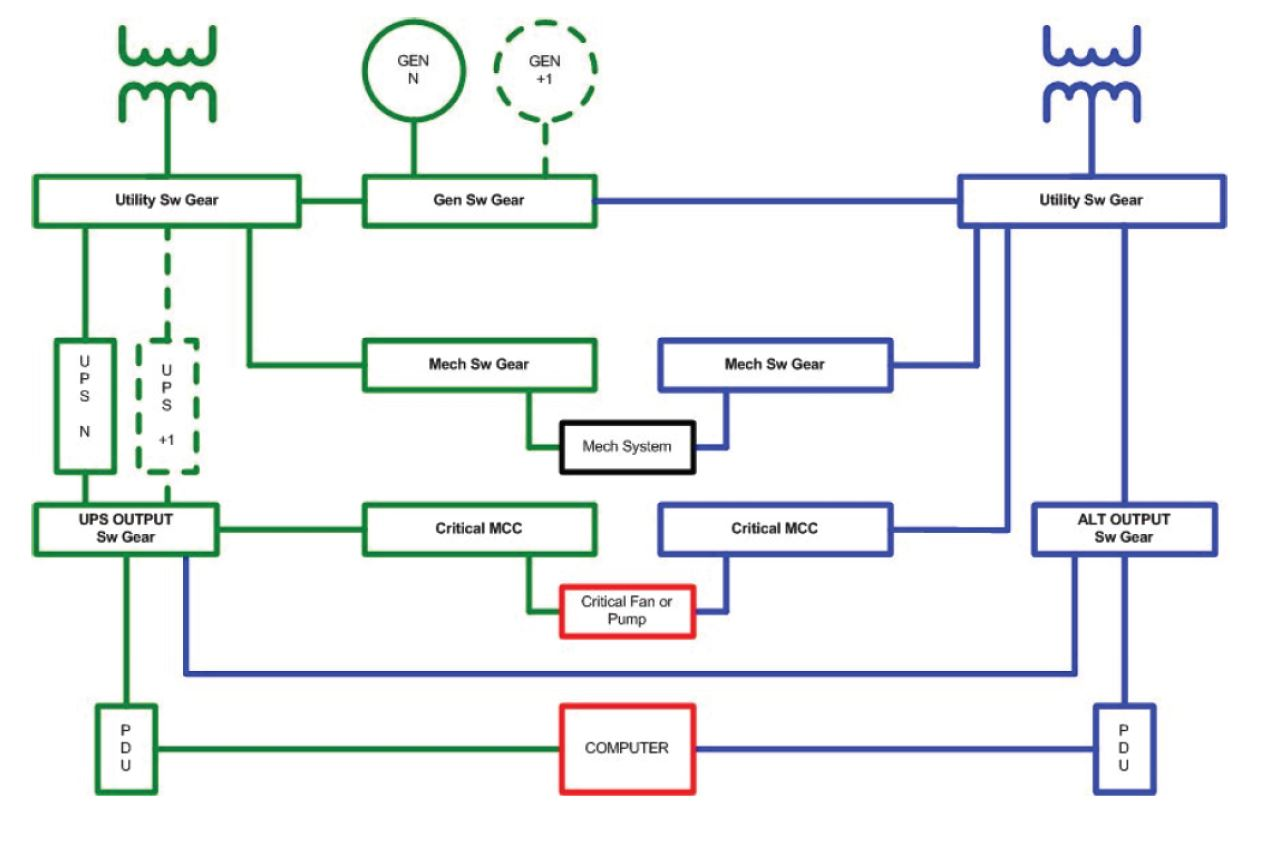 GEN
N
GEN
+1
Utility Sw Gear
Gen Sw Gear
Utility Sw Gear
U
P
S
N
U
P
S
+1
Mech Sw Gear
Mech Sw Gear
Mech System
UPS OUTPUT
Sw Gear
Critical MCC
Critical MCC
ALT OUTPUT
Sw Gear
Critical Fan or
Pump
P
D
U
COMPUTER
P
D
U